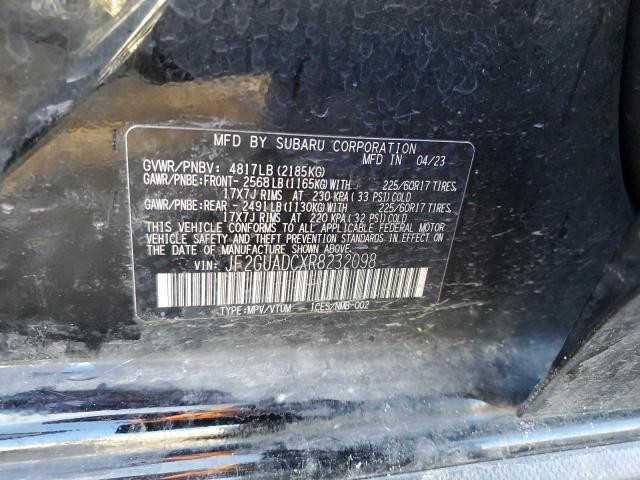 MFD BY SUBARU CORPORATION
MFD IN 04/23
GVWR/PNBV: 4817LB (2185KG)
GAWR/PNBE:FRONT- 2568LB (1165KG)WITH 225/60R17 TIRES,
17X7J RIMS AT 230 KPA (33 PSI)COLD
GAWR/PNBE:REAR - 2491LB (1130KG)WITH 225/60R17 TIRES,
17X7J RIMS AT 220 KPA (32 PSI)COLD
THIS VEHICLE CONFORMS TO ALL APPLICABLE FEDERAL MOTOR
VEHICLE SAFETY AND THEFT PREVENTION STANDARDS IN EFFECT ON
THE DATE OF MANUFACTURE SHOWN ABOVE.
VIN: JF2GUADCXR8232098
TYPE:MPV/VTUM ICES/NMB-002